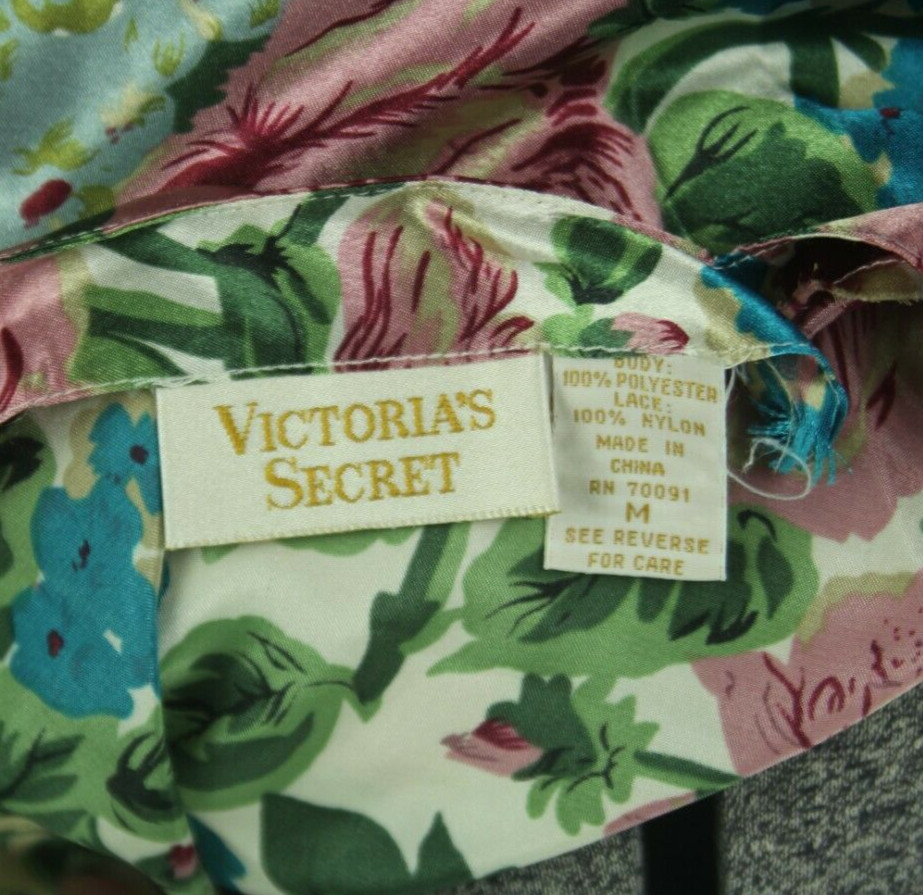 VICTORIA'S
SECRET
BODY:
100% POLYESTER
LACE:
100% NYLON
MADE IN
CHINA
RN 70091
M
SEE REVERSE
FOR CARE